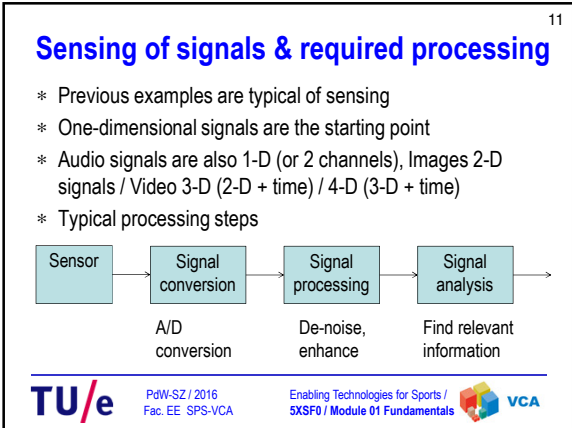 11
Sensing of signals & required processing
* Previous examples are typical of sensing
* One-dimensional signals are the starting point
* Audio signals are also 1-D (or 2 channels), Images 2-D
signals / Video 3-D (2-D + time) / 4-D (3-D + time)
* Typical processing steps
Sensor
Signal
conversion
Signal
processing
Signal
analysis
A/D
conversion
De-noise,
enhance
Find relevant
information
TU/e
PdW-SZ / 2016
Fac. EE SPS-VCA
Enabling Technologies for Sports /
5XSF0 / Module 01 Fundamentals
VCA